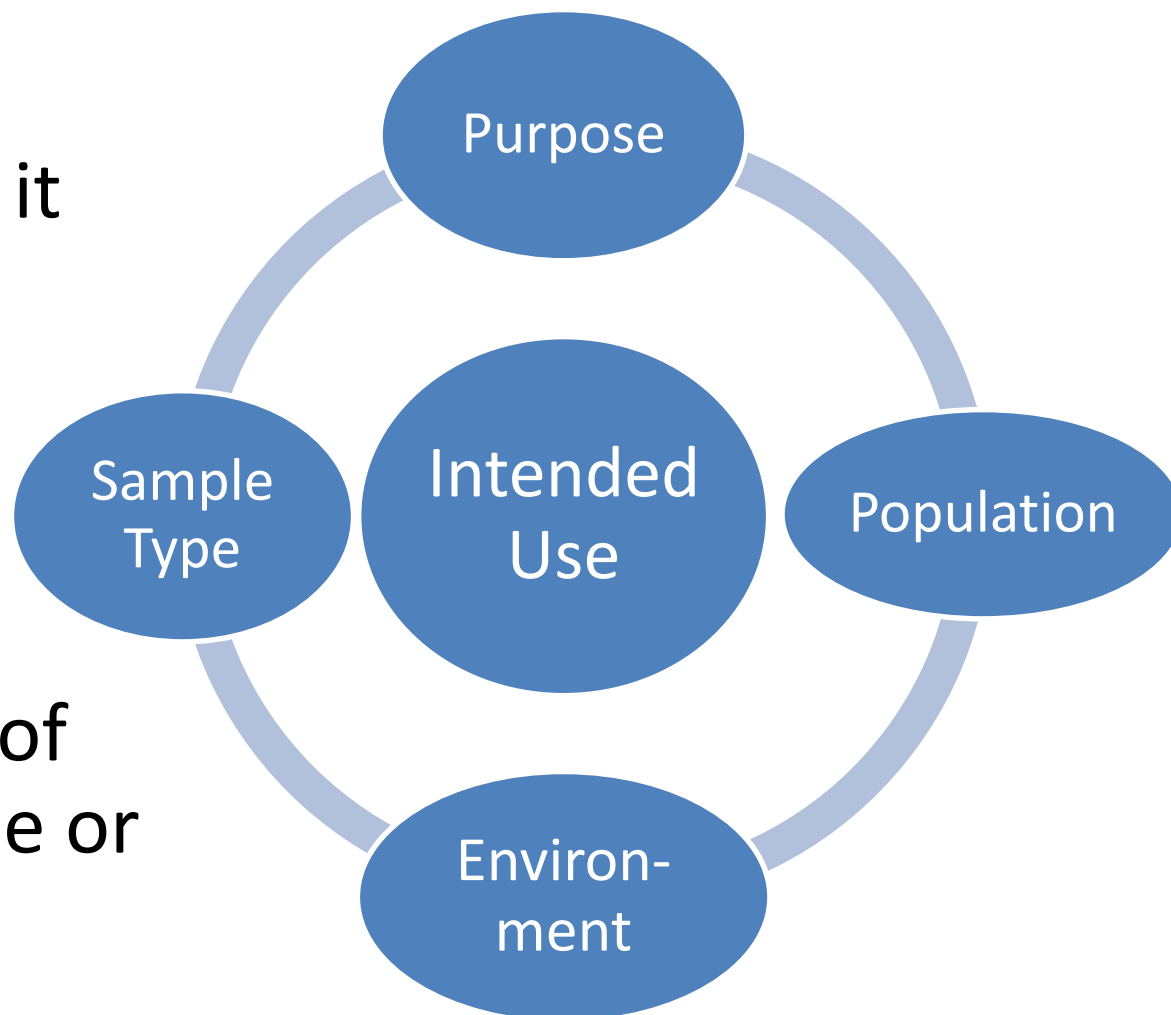 Purpose
it
Sample
Type
Intended
Use
Population
of
e or
Environ-
ment